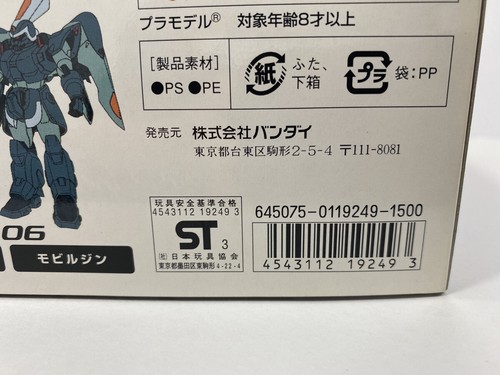 プラモデル® 対象年齢8才以上
[製品素材]
●PS ●PE
紙 ふた、
下箱
プラ 袋:PP
発売元 株式会社バンダイ
東京都台東区駒形2-5-4 〒111-8081
06
モビルジン
玩具安全基準合格
4543112 19249 3
ST 3
(社)日本玩具協会
東京都墨田区東駒形4-22-4
645075-0119249-1500
4543112 192493